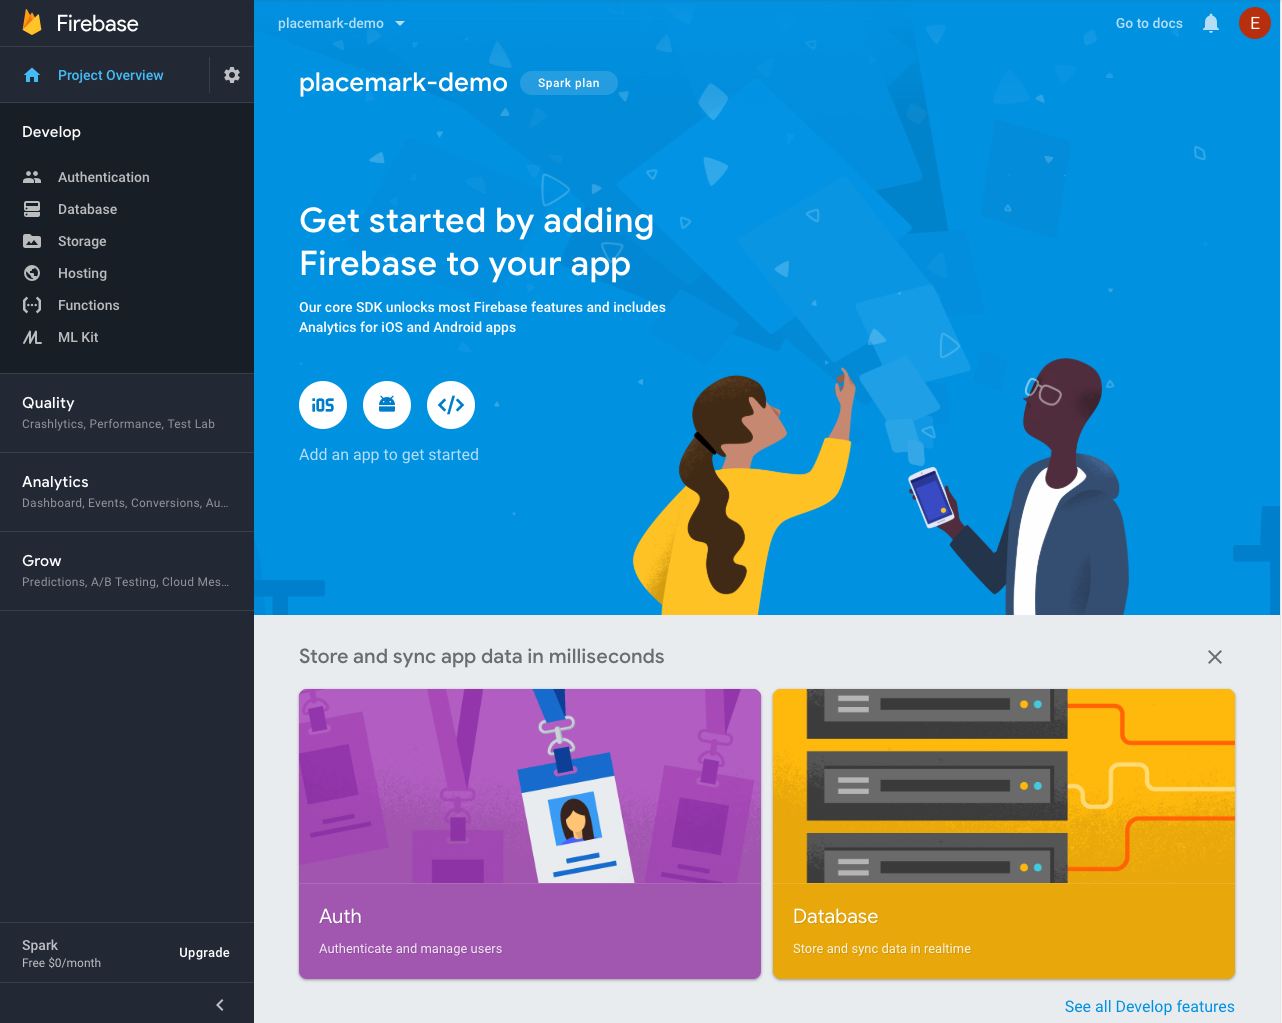 Firebase
Project Overview
Develop
Authentication
Database
Storage
Hosting
Functions
ML Kit
Quality
Crashlytics, Performance, Test Lab
Analytics
Dashboard, Events, Conversions, Au...
Grow
Predictions, A/B Testing, Cloud Mes...
Spark
Free $0/month
Upgrade
placemark-demo
Go to docs
E
placemark-demo
Spark plan
Get started by adding
Firebase to your app
Our core SDK unlocks most Firebase features and includes
Analytics for iOS and Android apps
iOS
Add an app to get started
Store and sync app data in milliseconds
Auth
Authenticate and manage users
Database
Store and sync data in realtime
See all Develop features